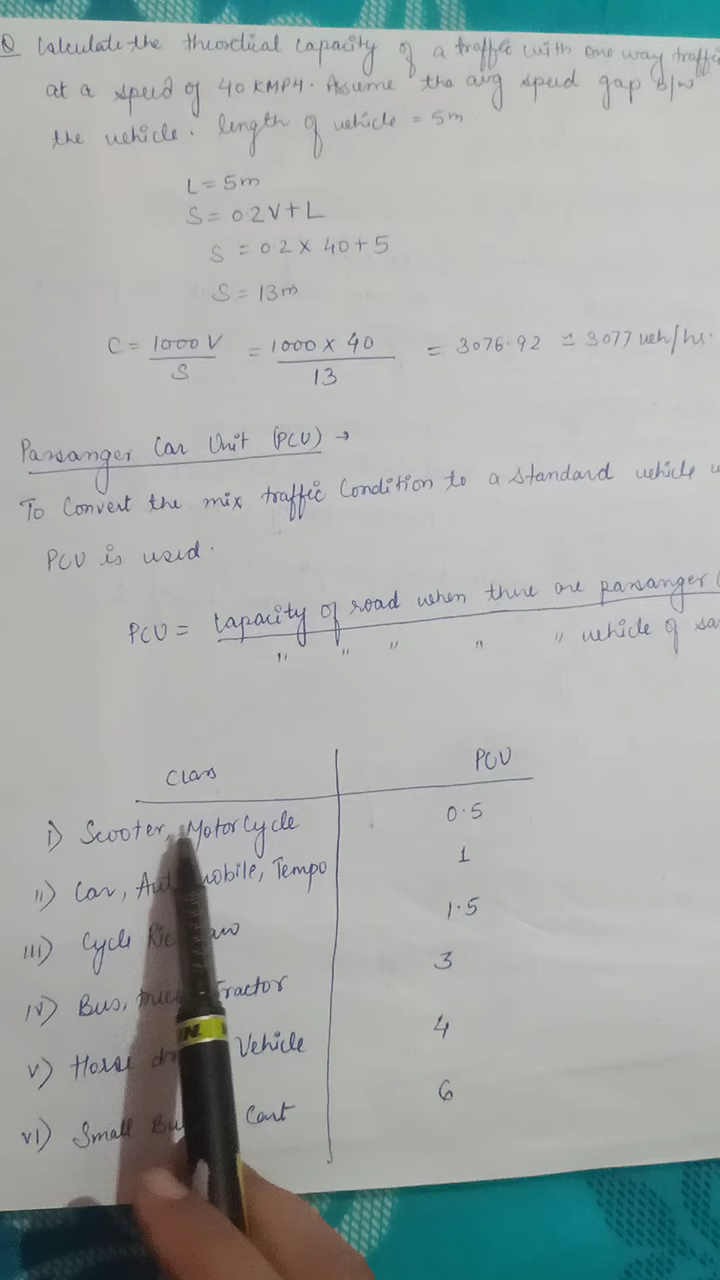 Q Calculate the theoretical capacity of a traffic with one way traffic
at a speed of 40 KMPH. Assume the avg speed gap b/w
the vehicle. length of vehicle = 5m
L = 5m
S = 0.2V + L
S = 0.2 × 40 + 5
S = 13m
C = 1000 V / S = 1000 × 40 / 13 = 3076.92 ≃ 3077 veh/hr.
Passanger Car Unit (PCU) →
To Convert the mix traffic Condition to a standard vehicle
PCU is used.
PCU = Capacity of road when there are passanger
" " " " " vehicle of
Class PCU
i) Scooter, Motorcycle 0.5
ii) Car, Tempo 1
iii) Cycle 1.5
iv) Bus, Tractor 3
v) Horse Vehicle 4
vi) Small Cart 6